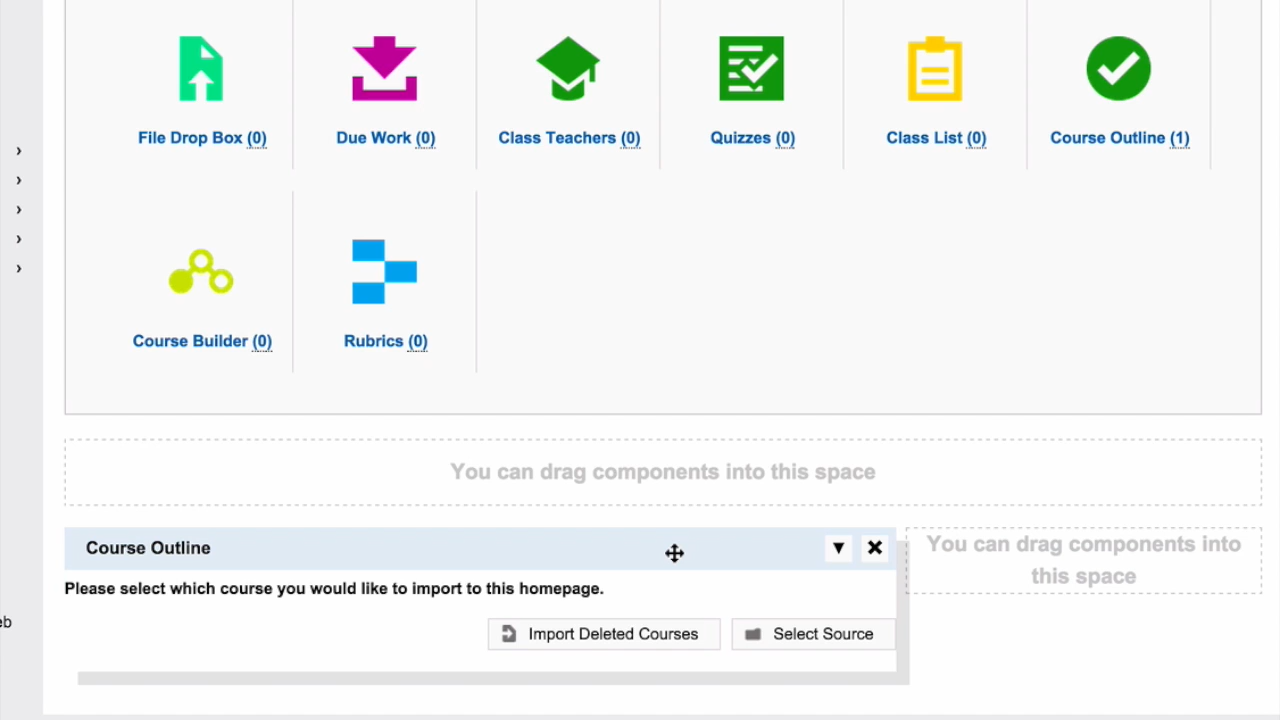 File Drop Box (0)
Due Work (0)
Class Teachers (0)
Quizzes (0)
Class List (0)
Course Outline (1)
Course Builder (0)
Rubrics (0)
You can drag components into this space
Course Outline
You can drag components into
this space
Please select which course you would like to import to this homepage.
Import Deleted Courses
Select Source
eb